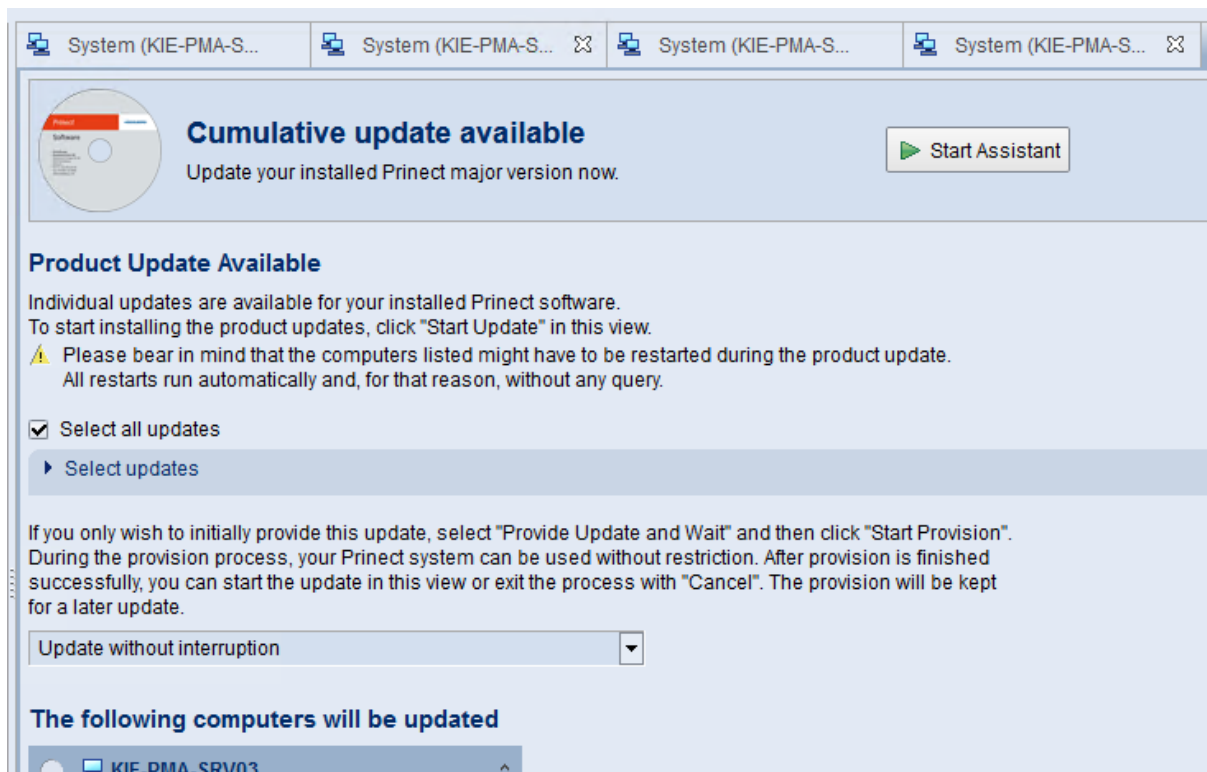 System (KIE-PMA-S... System (KIE-PMA-S... System (KIE-PMA-S... System (KIE-PMA-S...
Prinect
Software
Cumulative update available
Update your installed Prinect major version now.
Start Assistant
Product Update Available
Individual updates are available for your installed Prinect software.
To start installing the product updates, click "Start Update" in this view.
Please bear in mind that the computers listed might have to be restarted during the product update.
All restarts run automatically and, for that reason, without any query.
Select all updates
Select updates
If you only wish to initially provide this update, select "Provide Update and Wait" and then click "Start Provision".
During the provision process, your Prinect system can be used without restriction. After provision is finished
successfully, you can start the update in this view or exit the process with "Cancel". The provision will be kept
for a later update.
Update without interruption
The following computers will be updated
KIE-PMA-SRV03